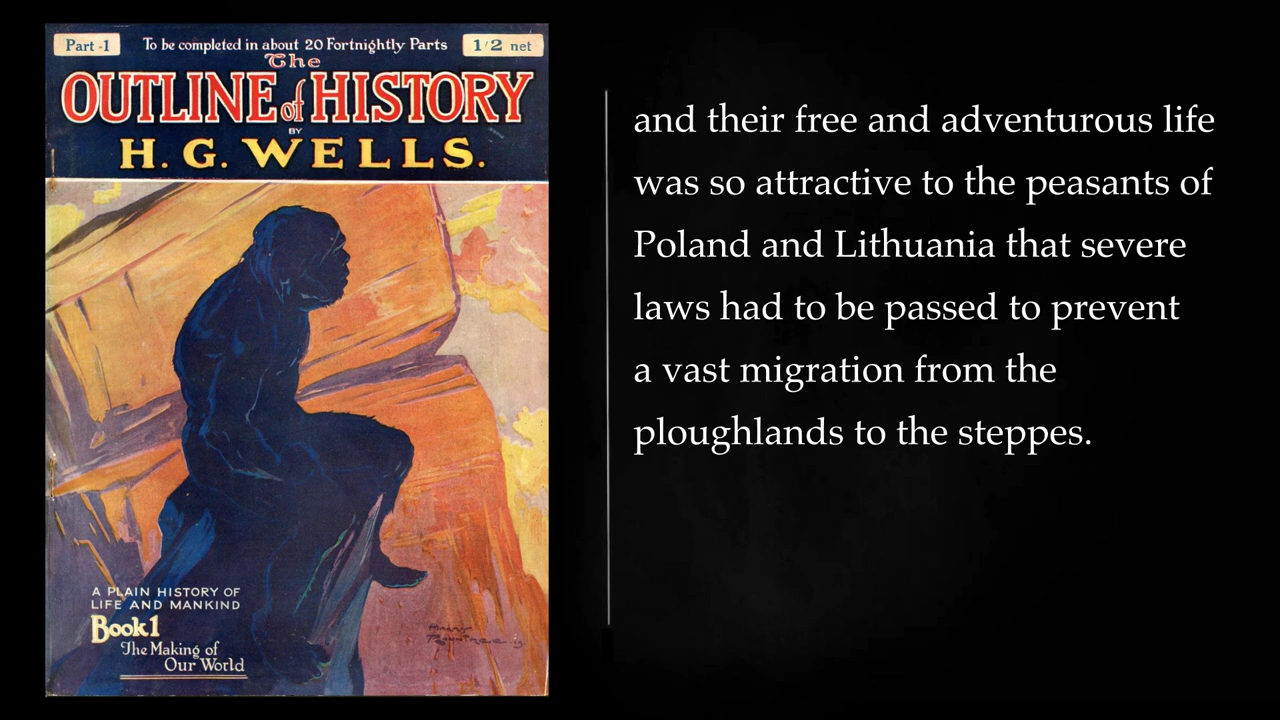 Part -1
To be completed in about 20 Fortnightly Parts
1/2 net
The
OUTLINE of HISTORY
BY
H. G. WELLS.
A PLAIN HISTORY OF
LIFE AND MANKIND
Book 1
The Making of
Our World
and their free and adventurous life
was so attractive to the peasants of
Poland and Lithuania that severe
laws had to be passed to prevent
a vast migration from the
ploughlands to the steppes.